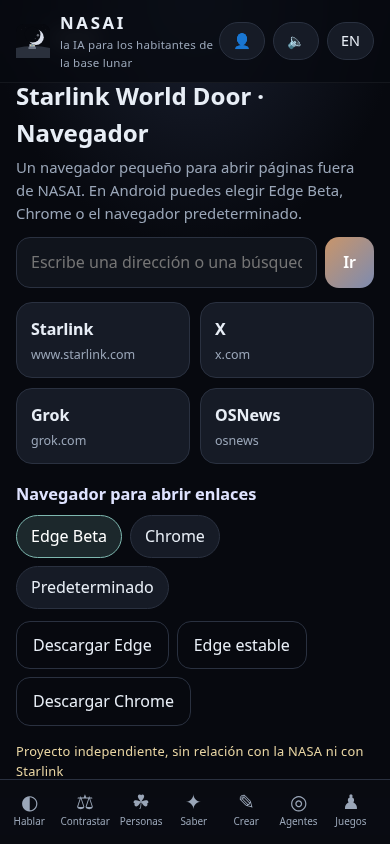 NASAI
la IA para los habitantes de
la base lunar
EN
Starlink World Door ·
Navegador
Un navegador pequeño para abrir páginas fuera
de NASAI. En Android puedes elegir Edge Beta,
Chrome o el navegador predeterminado.
Escribe una dirección o una búsqued
Ir
Starlink
www.starlink.com
X
x.com
Grok
grok.com
OSNews
osnews
Navegador para abrir enlaces
Edge Beta
Chrome
Predeterminado
Descargar Edge
Edge estable
Descargar Chrome
Proyecto independiente, sin relación con la NASA ni con
Starlink
Hablar
Contrastar
Personas
Saber
Crear
Agentes
Juegos